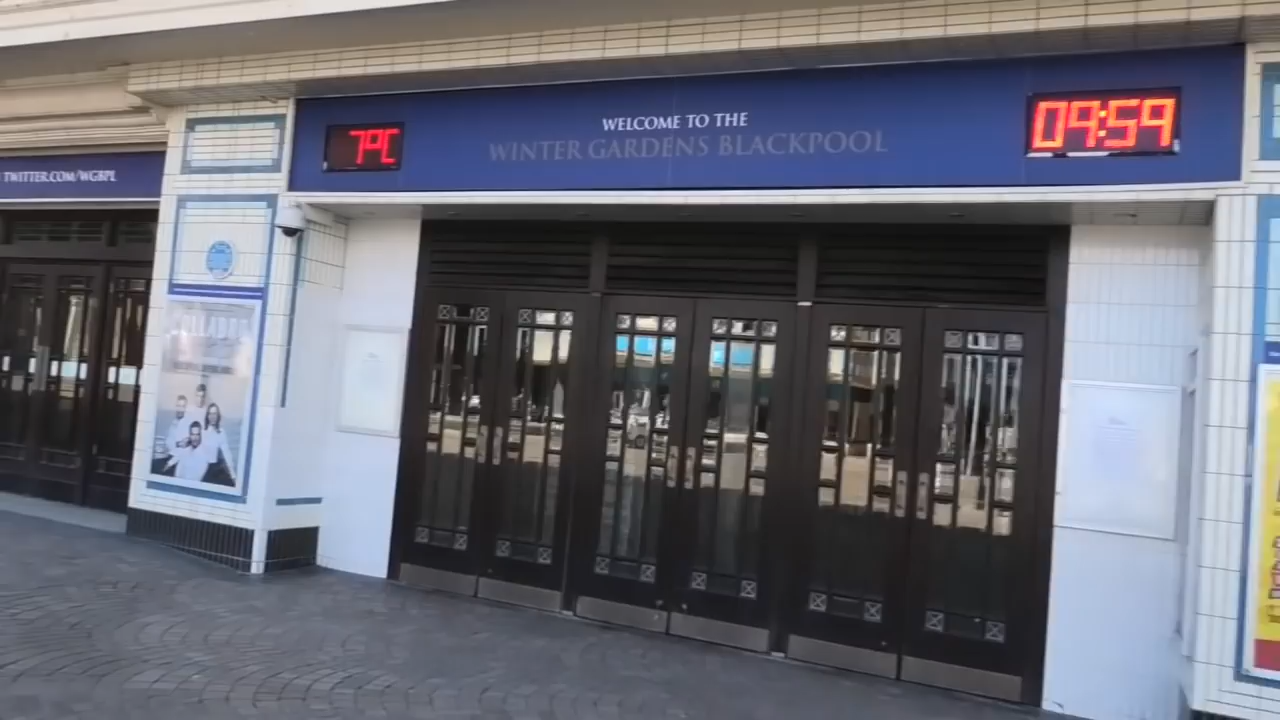 TWITTER.COM/WGBPL
7°C
WELCOME TO THE
WINTER GARDENS BLACKPOOL
09:59